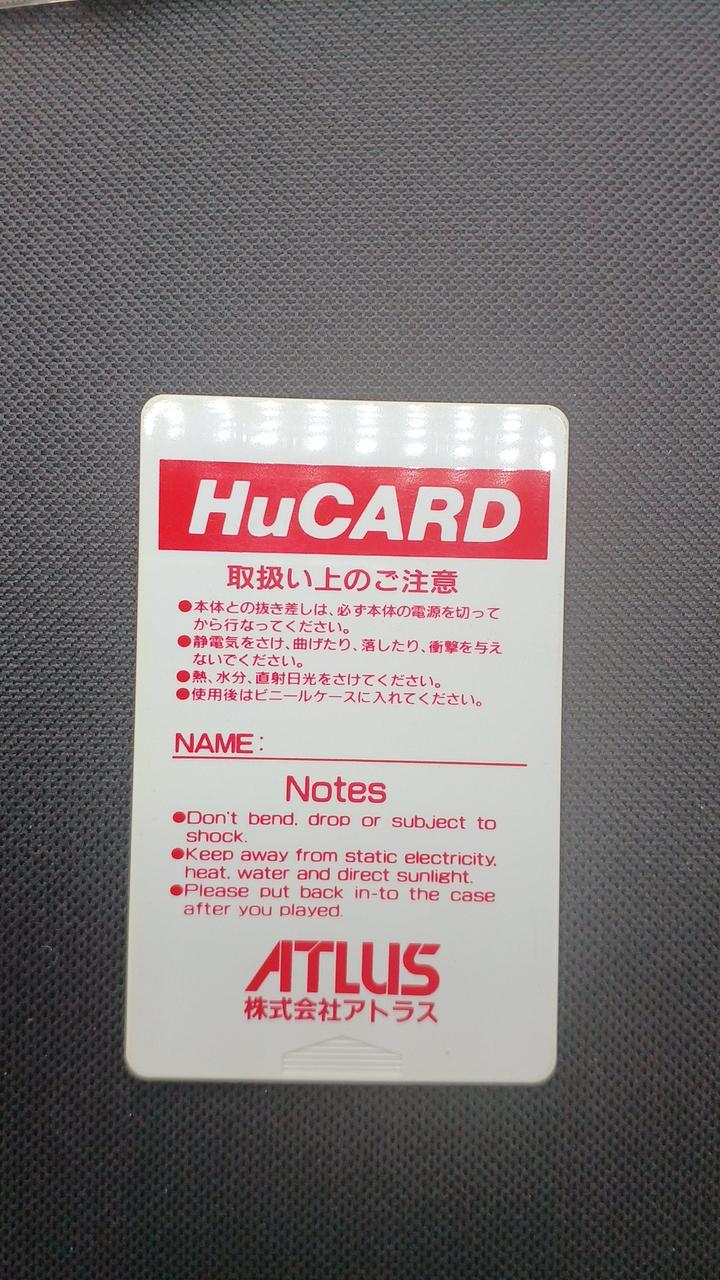 HuCARD
取扱い上のご注意
●本体との抜き差しは、必ず本体の電源を切って
から行なってください。
●静電気をさけ、曲げたり、落したり、衝撃を与え
ないでください。
●熱、水分、直射日光をさけてください。
●使用後はビニールケースに入れてください。
NAME:
Notes
●Don't bend, drop or subject to
shock.
●Keep away from static electricity,
heat, water and direct sunlight.
●Please put back in-to the case
after you played.
ATLUS
株式会社アトラス